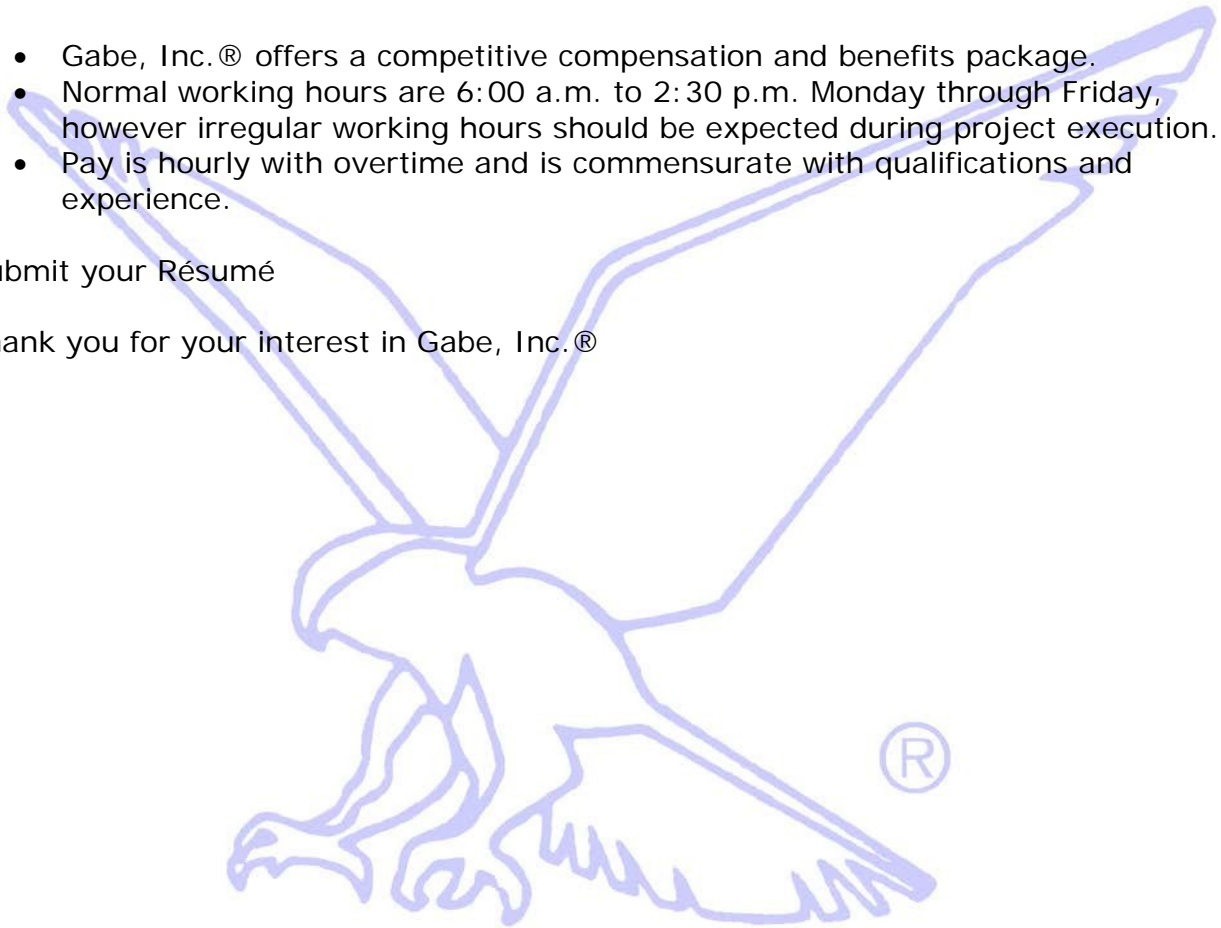 • Gabe, Inc.® offers a competitive compensation and benefits package.
• Normal working hours are 6:00 a.m. to 2:30 p.m. Monday through Friday,
however irregular working hours should be expected during project execution.
• Pay is hourly with overtime and is commensurate with qualifications and
experience.
ubmit your Résumé
ank you for your interest in Gabe, Inc.®
®